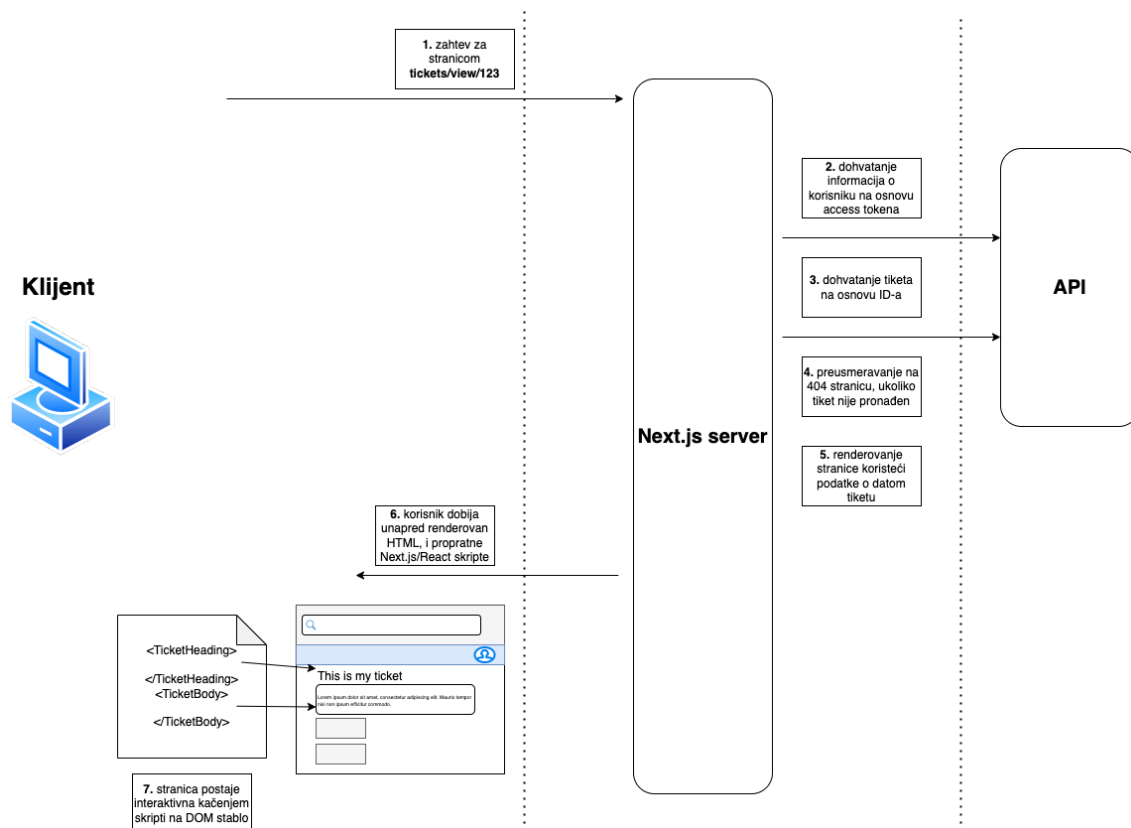 1. zahtev za
stranicom
tickets/view/123
2. dohvatanje
informacija o
korisniku na osnovu
access tokena
Klijent
3. dohvatanje tiketa
na osnovu ID-a
API
4. preusmeravanje na
404 stranicu, ukoliko
tiket nije pronađen
Next.js server
5. renderovanje
stranice koristeći
podatke o datom
tiketu
6. korisnik dobija
unapred renderovan
HTML, i propratne
Next.js/React skripte
<TicketHeading>
</TicketHeading>
<TicketBody>
</TicketBody>
This is my ticket
Lorem ipsum dolor sit amet, consectetur adipiscing elit. Mauris tempor
nisi non ipsum efficitur commodo.
7. stranica postaje
interaktivna kačenjem
skripti na DOM stablo